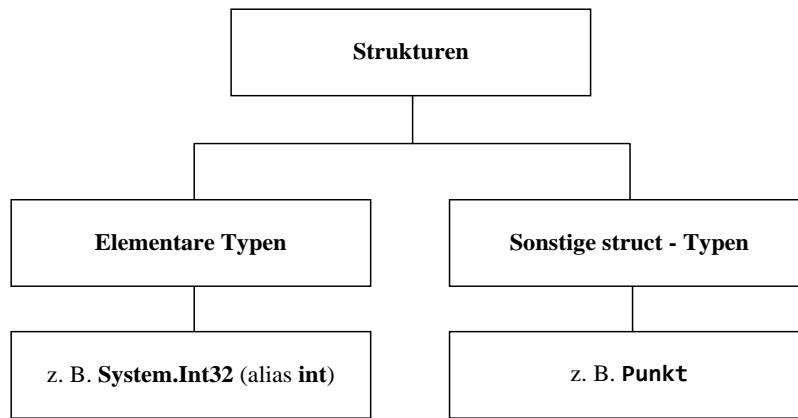 Strukturen
Elementare Typen
Sonstige struct - Typen
z. B. System.Int32 (alias int)
z. B. Punkt